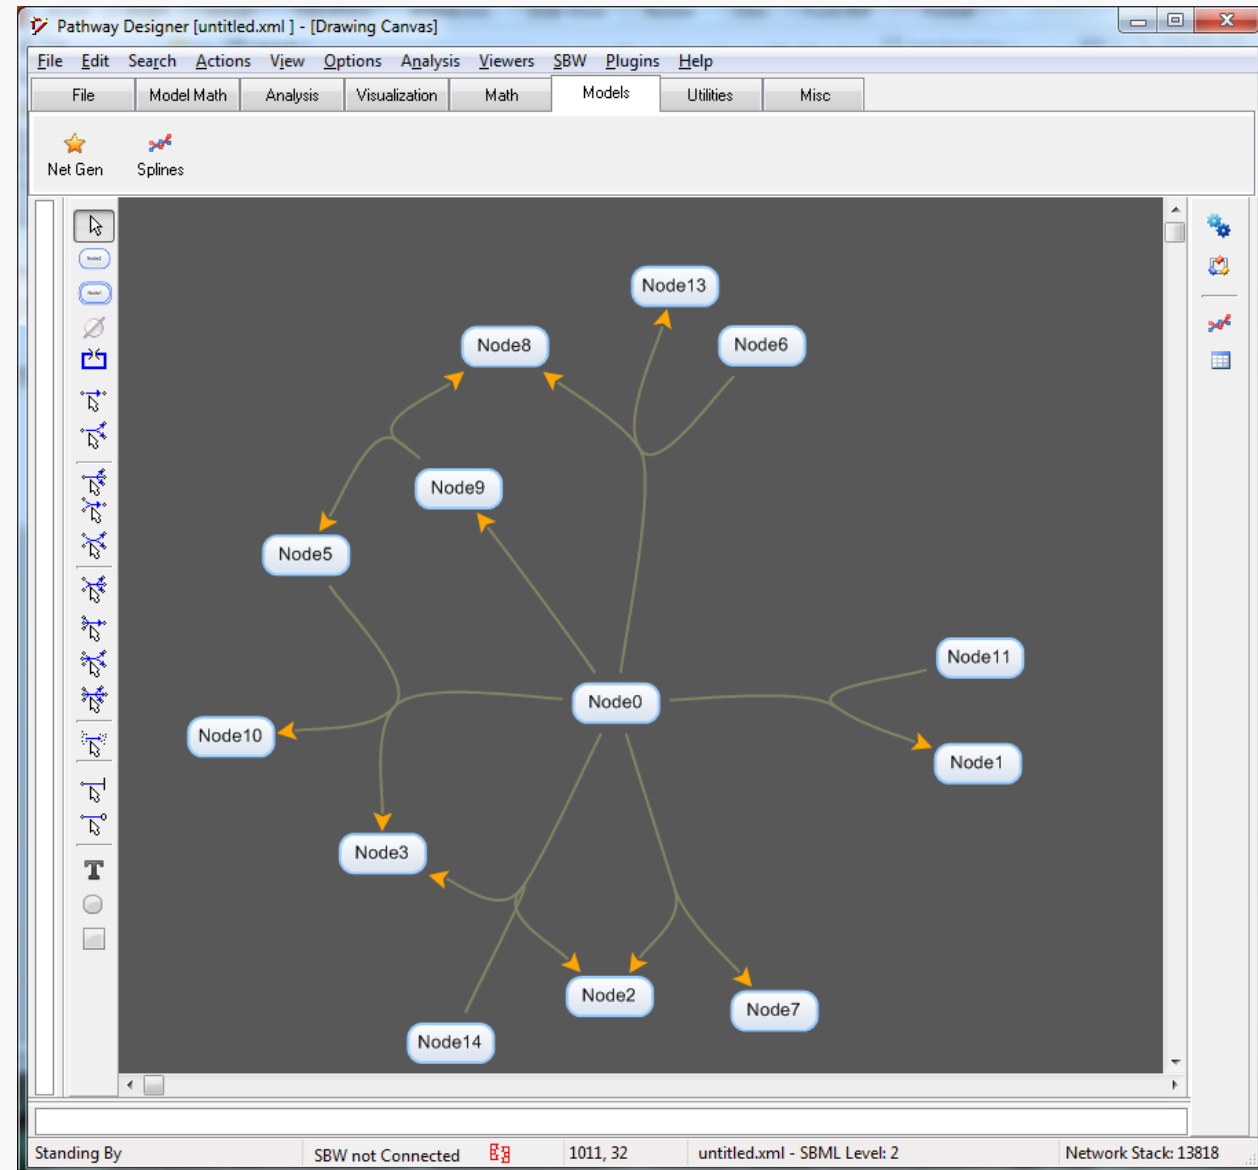 Pathway Designer [untitled.xml ] - [Drawing Canvas]
File Edit Search Actions View Options Analysis Viewers SBW Plugins Help
File Model Math Analysis Visualization Math Models Utilities Misc
Net Gen Splines
Node13
Node8
Node6
Node9
Node5
Node11
Node0
Node10
Node1
Node3
Node2
Node7
Node14
T
Standing By SBW not Connected 1011, 32 untitled.xml - SBML Level: 2 Network Stack: 13818